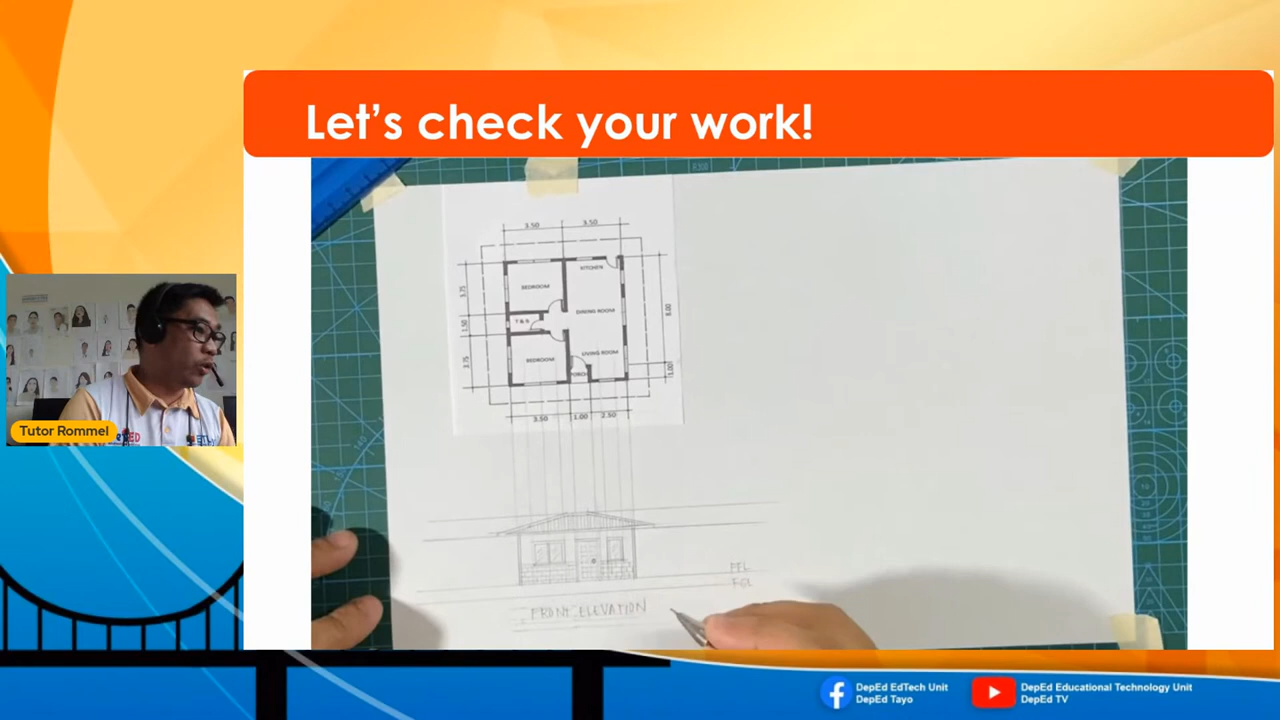 Let's check your work!
3.50
3.50
KITCHEN
BEDROOM
3.75
DINING ROOM
8.00
1.50
T & B
BEDROOM
LIVING ROOM
3.75
PORCH
1.00
3.50
1.00
2.50
FFL
FGL
FRONT ELEVATION
Tutor Rommel
DepEd EdTech Unit
DepEd Tayo
DepEd Educational Technology Unit
DepEd TV